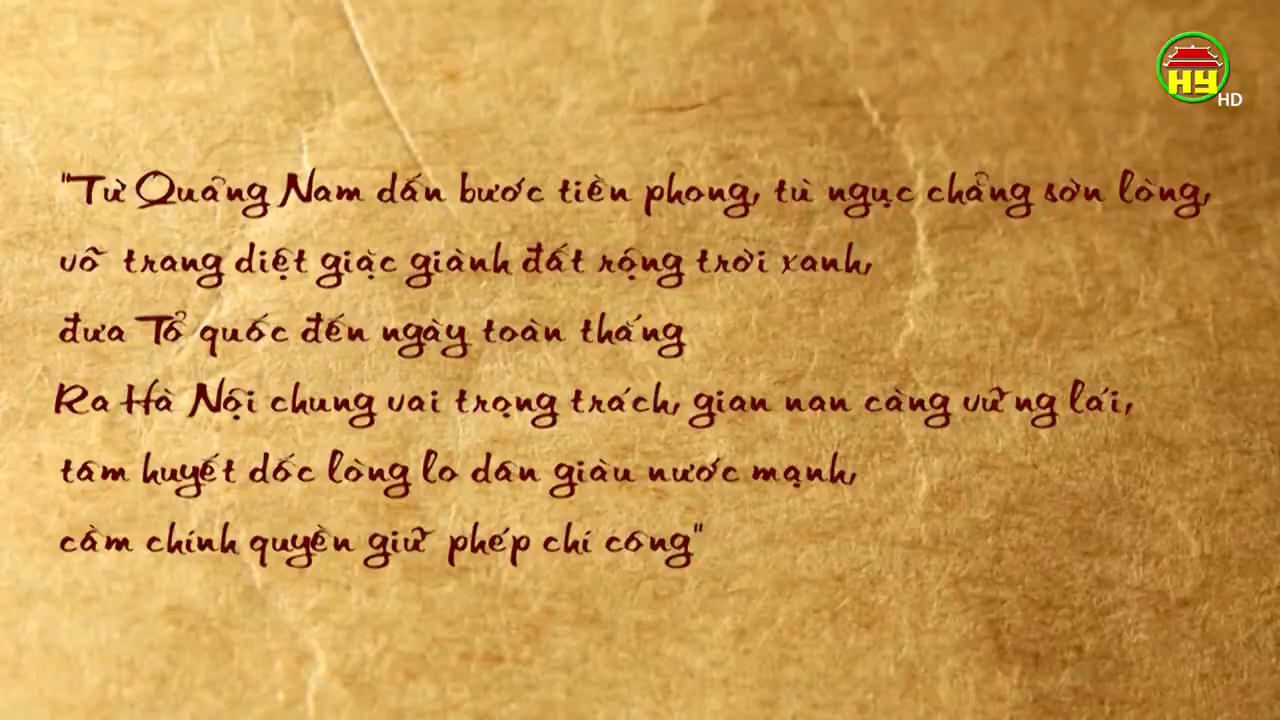 HY
HD
"Từ Quảng Nam dấn bước tiên phong, tù ngục chẳng sờn lòng,
võ trang diệt giặc giành đất rộng trời xanh,
đưa Tổ quốc đến ngày toàn thắng
Ra Hà Nội chung vai trọng trách, gian nan càng vững lái,
tâm huyết dốc lòng lo dân giàu nước mạnh,
cầm chính quyền giữ phép chí công"